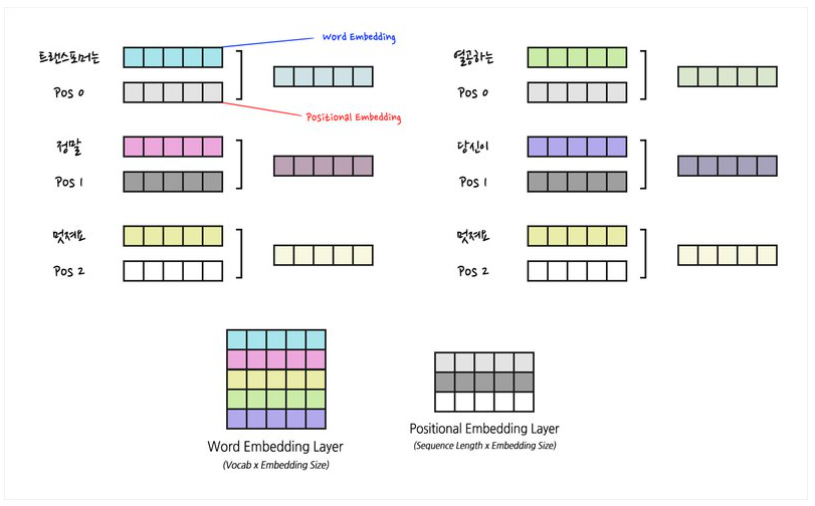 트랜스포머는
Word Embedding
Pos 0
Positional Embedding
정말
Pos 1
멋져요
Pos 2
열공하는
Pos 0
당신이
Pos 1
멋져요
Pos 2
Word Embedding Layer
(Vocab x Embedding Size)
Positional Embedding Layer
(Sequence Length x Embedding Size)